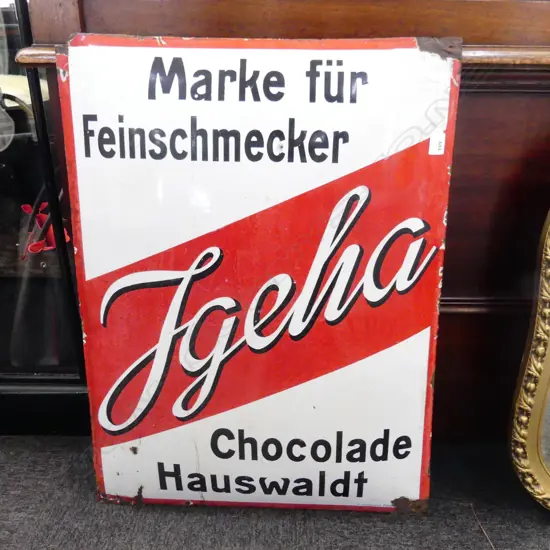 Marke für
Feinschmecker
Igeha
Chocolade
Hauswaldt